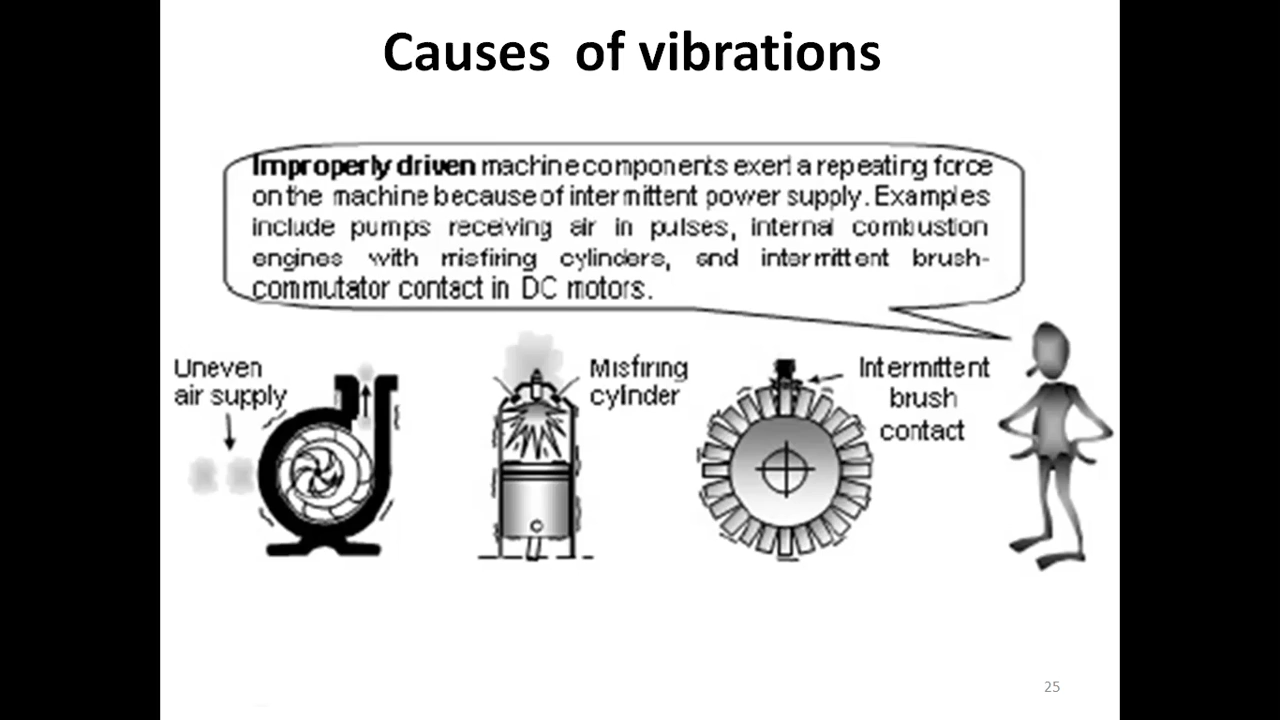 Causes of vibrations
Improperly driven machine components exert a repeating force
on the machine because of intermittent power supply. Examples
include pumps receiving air in pulses, internal combustion
engines with misfiring cylinders, and intermittent brush-
commutator contact in DC motors.
Uneven
air supply
Misfiring
cylinder
Intermittent
brush
contact
25